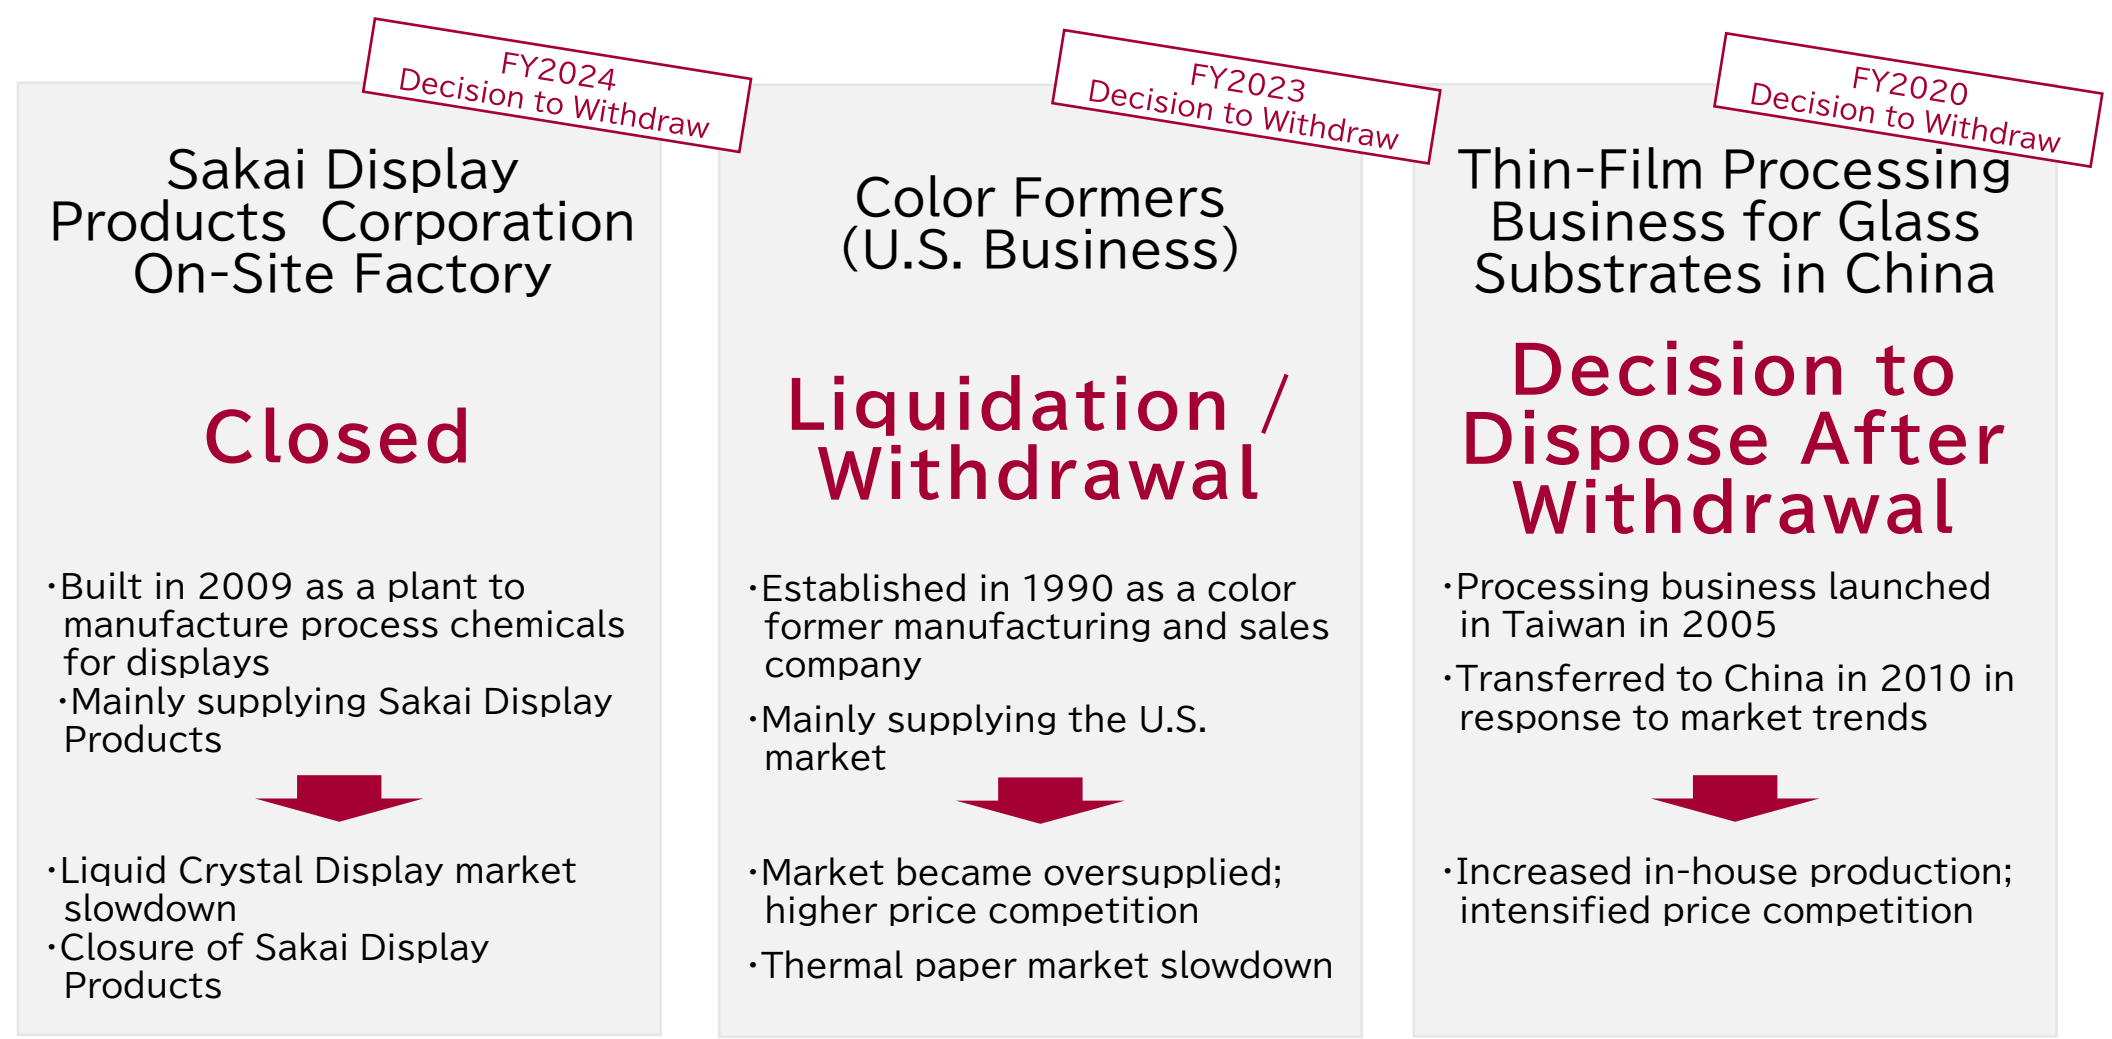 FY2024
Decision to Withdraw
Sakai Display
Products  Corporation
On-Site Factory
Closed
・Built in 2009 as a plant to
manufacture process chemicals
for displays
・Mainly supplying Sakai Display
Products
・Liquid Crystal Display market
slowdown
・Closure of Sakai Display
Products
FY2023
Decision to Withdraw
Color Formers
(U.S. Business)
Liquidation /
Withdrawal
・Established in 1990 as a color
former manufacturing and sales
company
・Mainly supplying the U.S.
market
・Market became oversupplied;
higher price competition
・Thermal paper market slowdown
FY2020
Decision to Withdraw
Thin-Film Processing
Business for Glass
Substrates in China
Decision to
Dispose After
Withdrawal
・Processing business launched
in Taiwan in 2005
・Transferred to China in 2010 in
response to market trends
・Increased in-house production;
intensified price competition